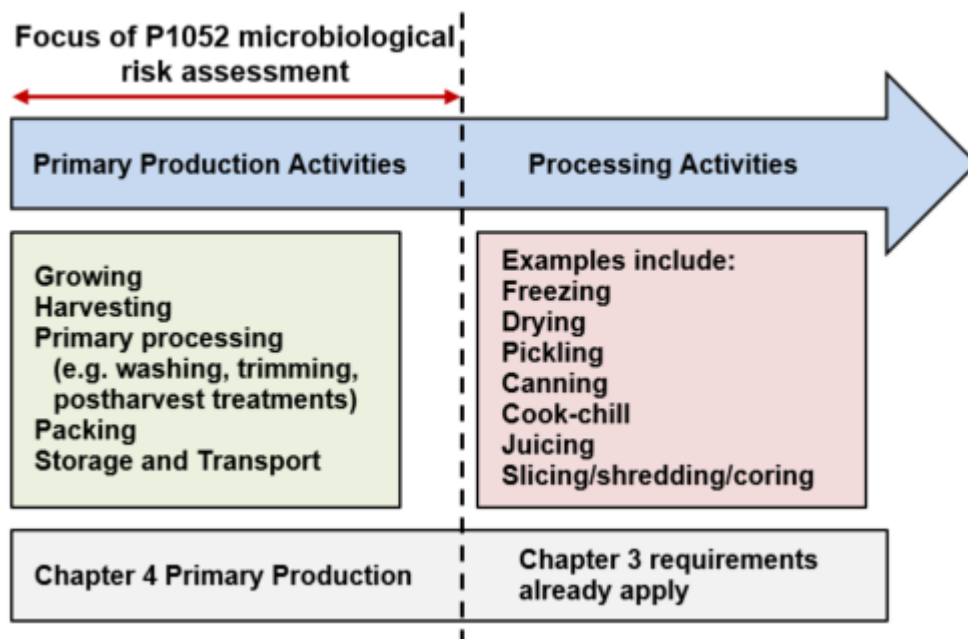 Focus of P1052 microbiological
risk assessment
Primary Production Activities
Processing Activities
Growing
Harvesting
Primary processing
(e.g. washing, trimming,
postharvest treatments)
Packing
Storage and Transport
Examples include:
Freezing
Drying
Pickling
Canning
Cook-chill
Juicing
Slicing/shredding/coring
Chapter 4 Primary Production
Chapter 3 requirements
already apply